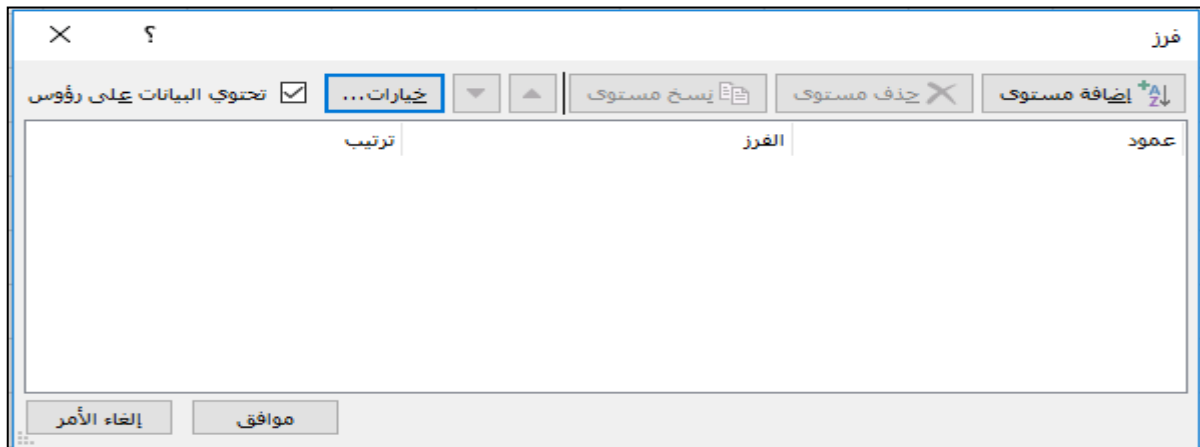 فرز ؟
إضافة مستوى حذف مستوى نسخ مستوى خيارات... تحتوي البيانات على رؤوس
عمود الفرز ترتيب
موافق إلغاء الأمر